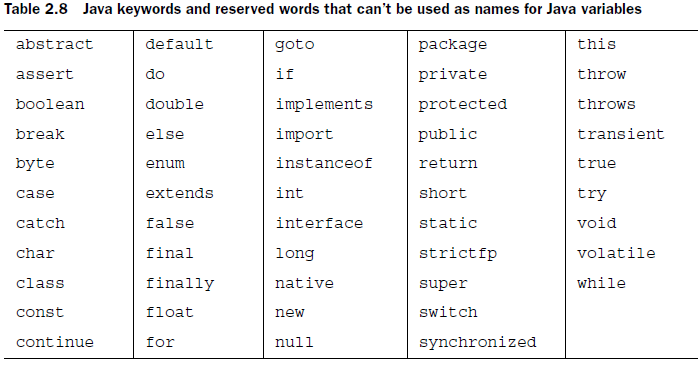 Table 2.8 Java keywords and reserved words that can't be used as names for Java variables
abstract default goto package this
assert do if private throw
boolean double implements protected throws
break else import public transient
byte enum instanceof return true
case extends int short try
catch false interface static void
char final long strictfp volatile
class finally native super while
const float new switch
continue for null synchronized